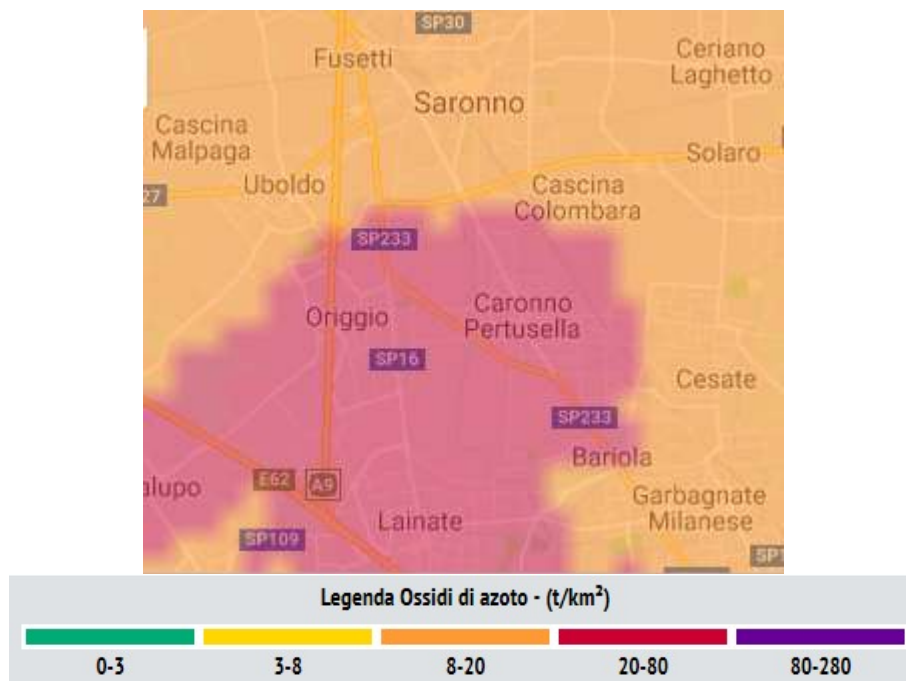 SP30
Fusetti
Ceriano
Laghetto
Saronno
Cascina
Malpaga
Solaro
27
Uboldo
Cascina
Colombara
SP233
Origgio
Caronno
Pertusella
SP16
Cesate
SP233
Bariola
E62
A9
alupo
Garbagnate
Milanese
Lainate
SP109
SP1
Legenda Ossidi di azoto - (t/km²)
0-3
3-8
8-20
20-80
80-280